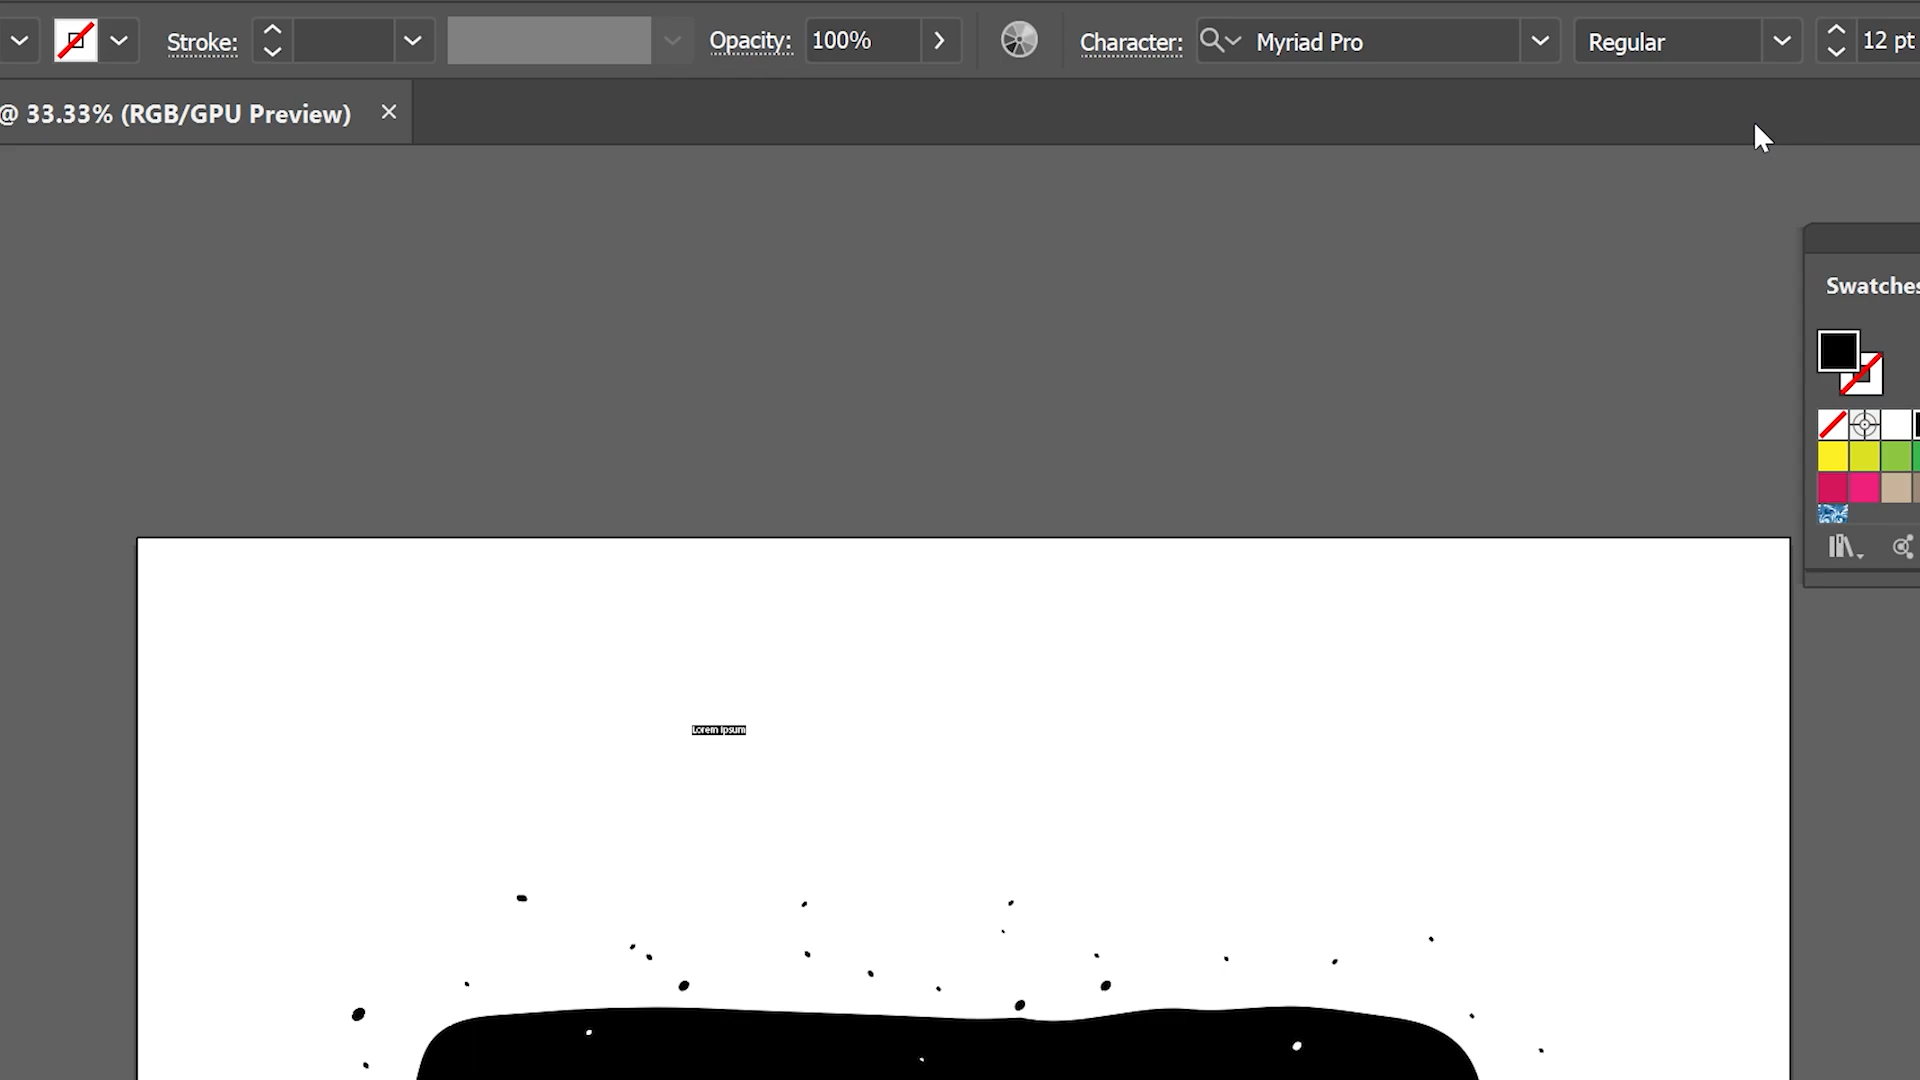 Stroke: Opacity: 100% Character: Myriad Pro Regular 12 pt
@ 33.33% (RGB/GPU Preview) ×
Swatches
Lorem ipsum